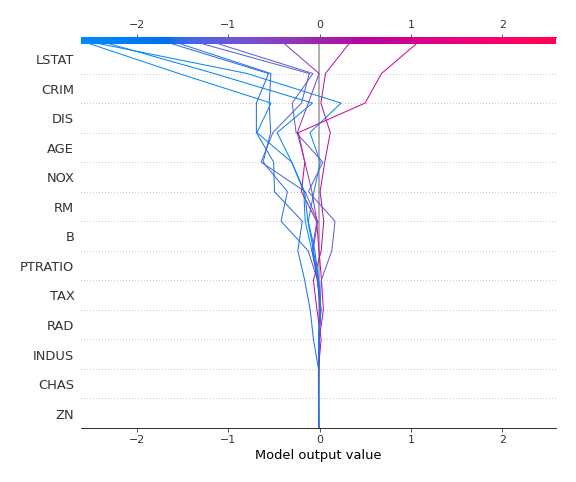 −2 −1 0 1 2
LSTAT
CRIM
DIS
AGE
NOX
RM
B
PTRATIO
TAX
RAD
INDUS
CHAS
ZN
−2 −1 0 1 2
Model output value